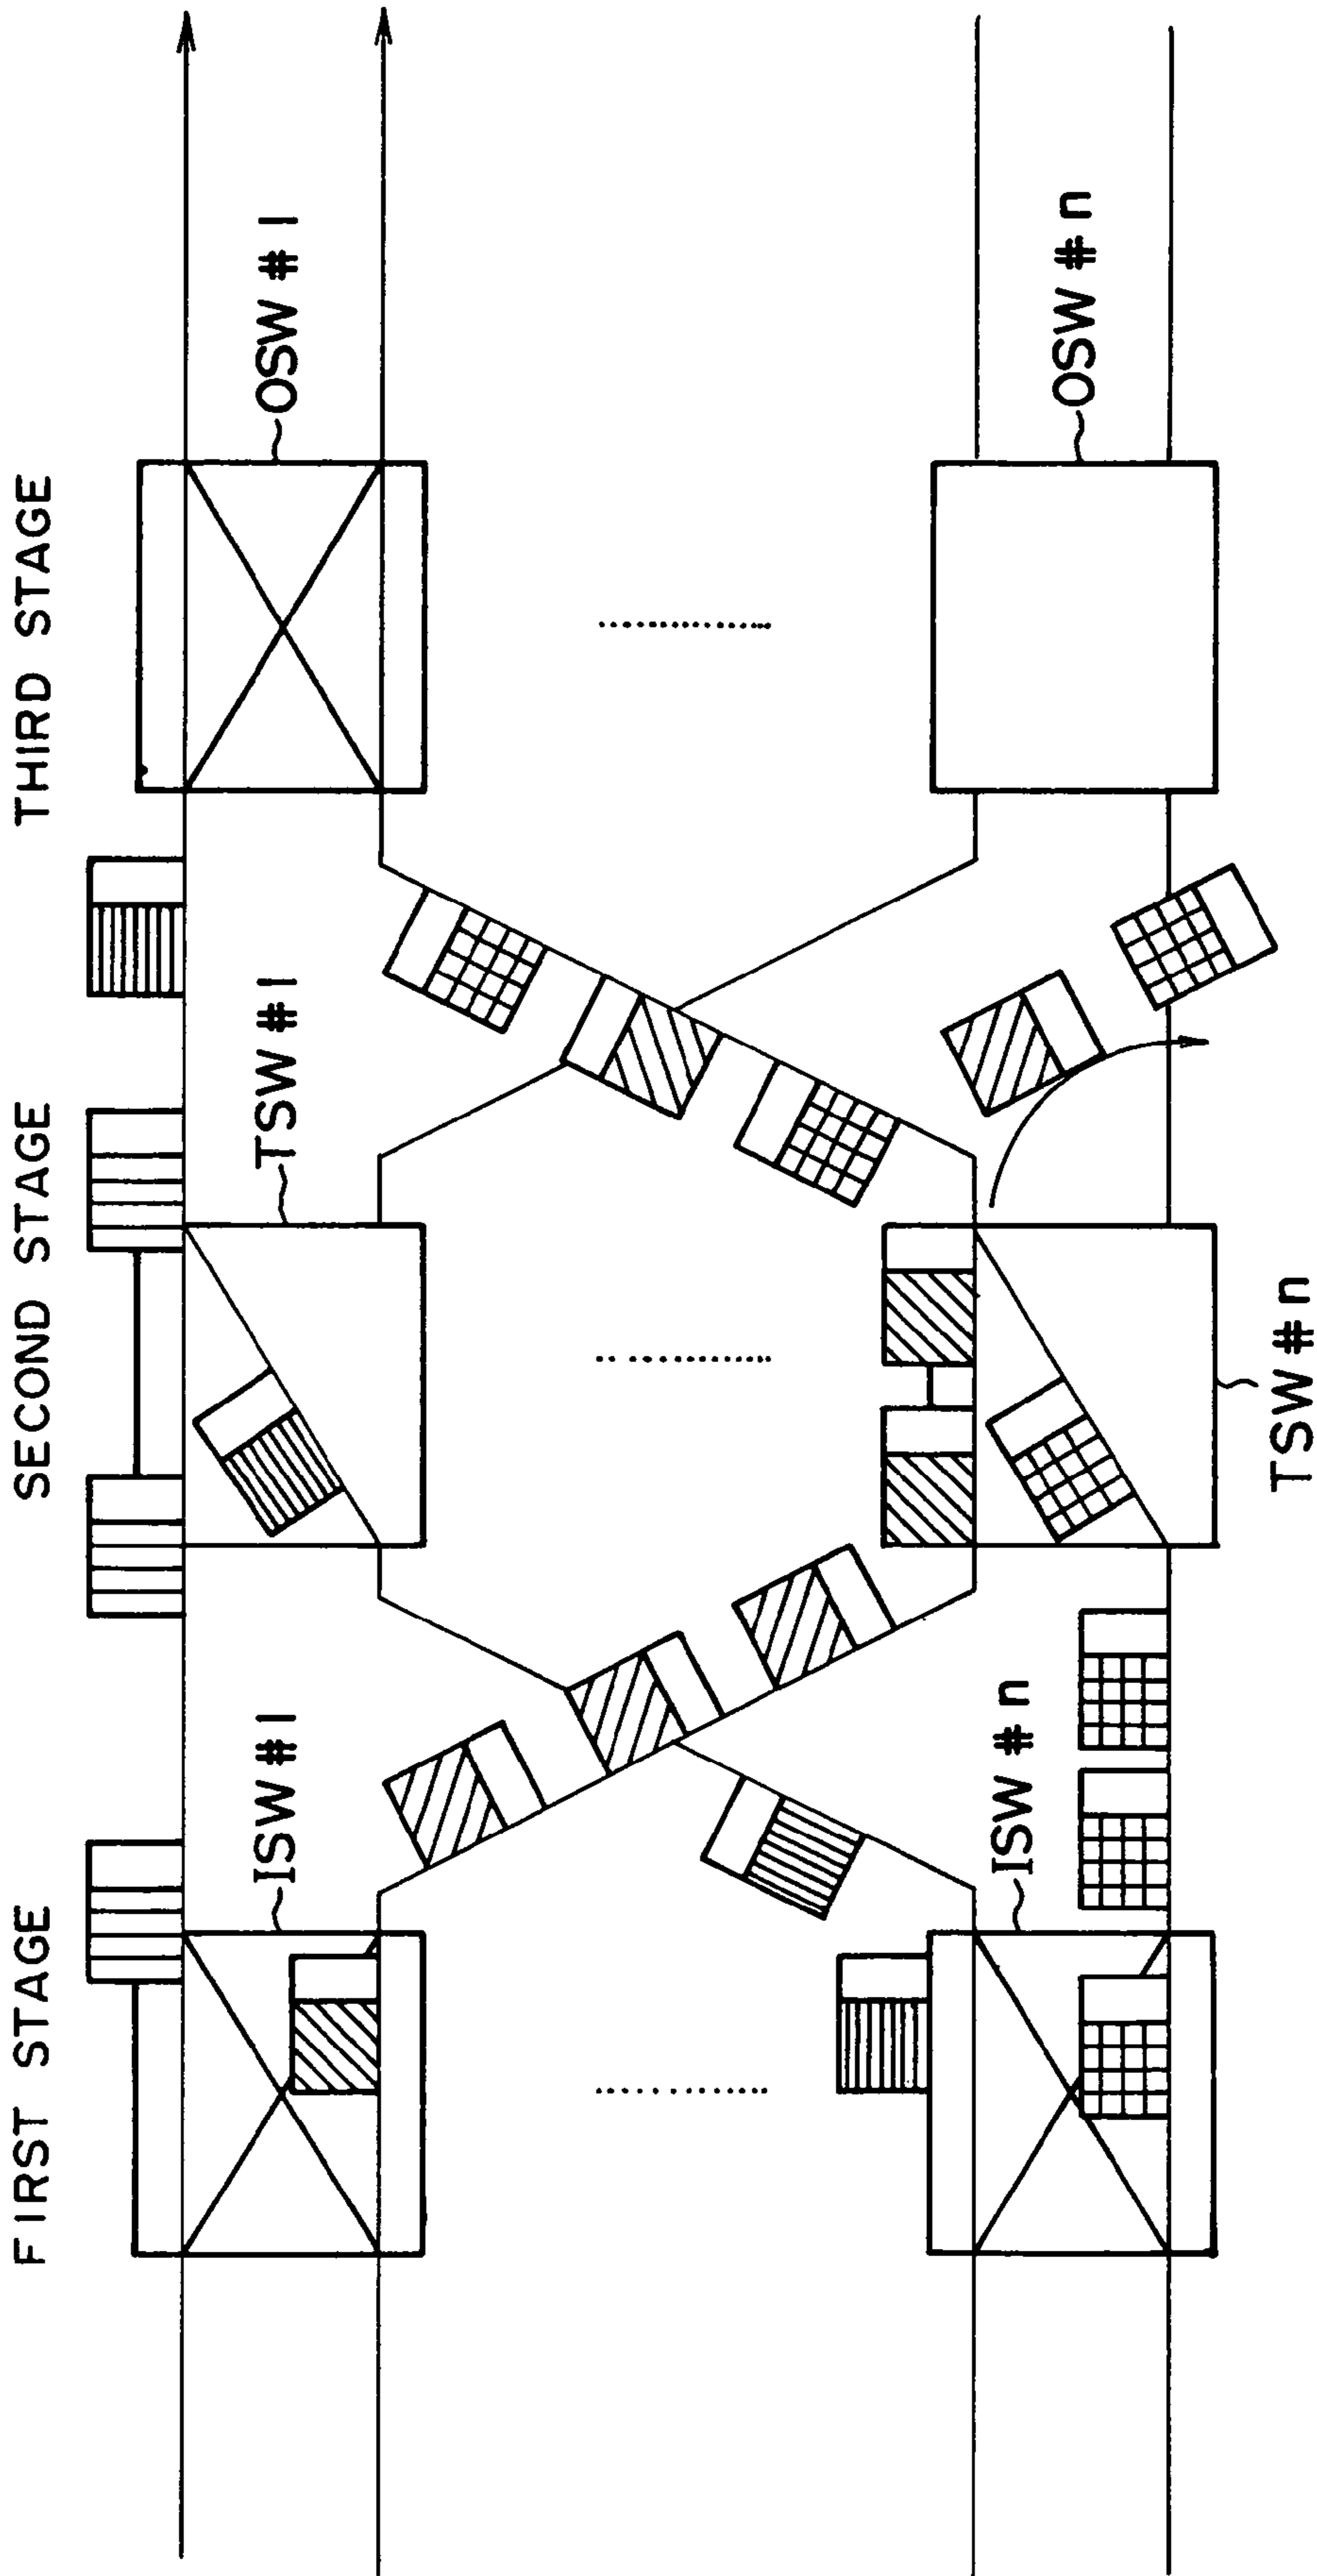 FIRST STAGE
SECOND STAGE
THIRD STAGE
ISW #1
TSW #1
OSW #1
ISW #n
TSW #n
OSW #n